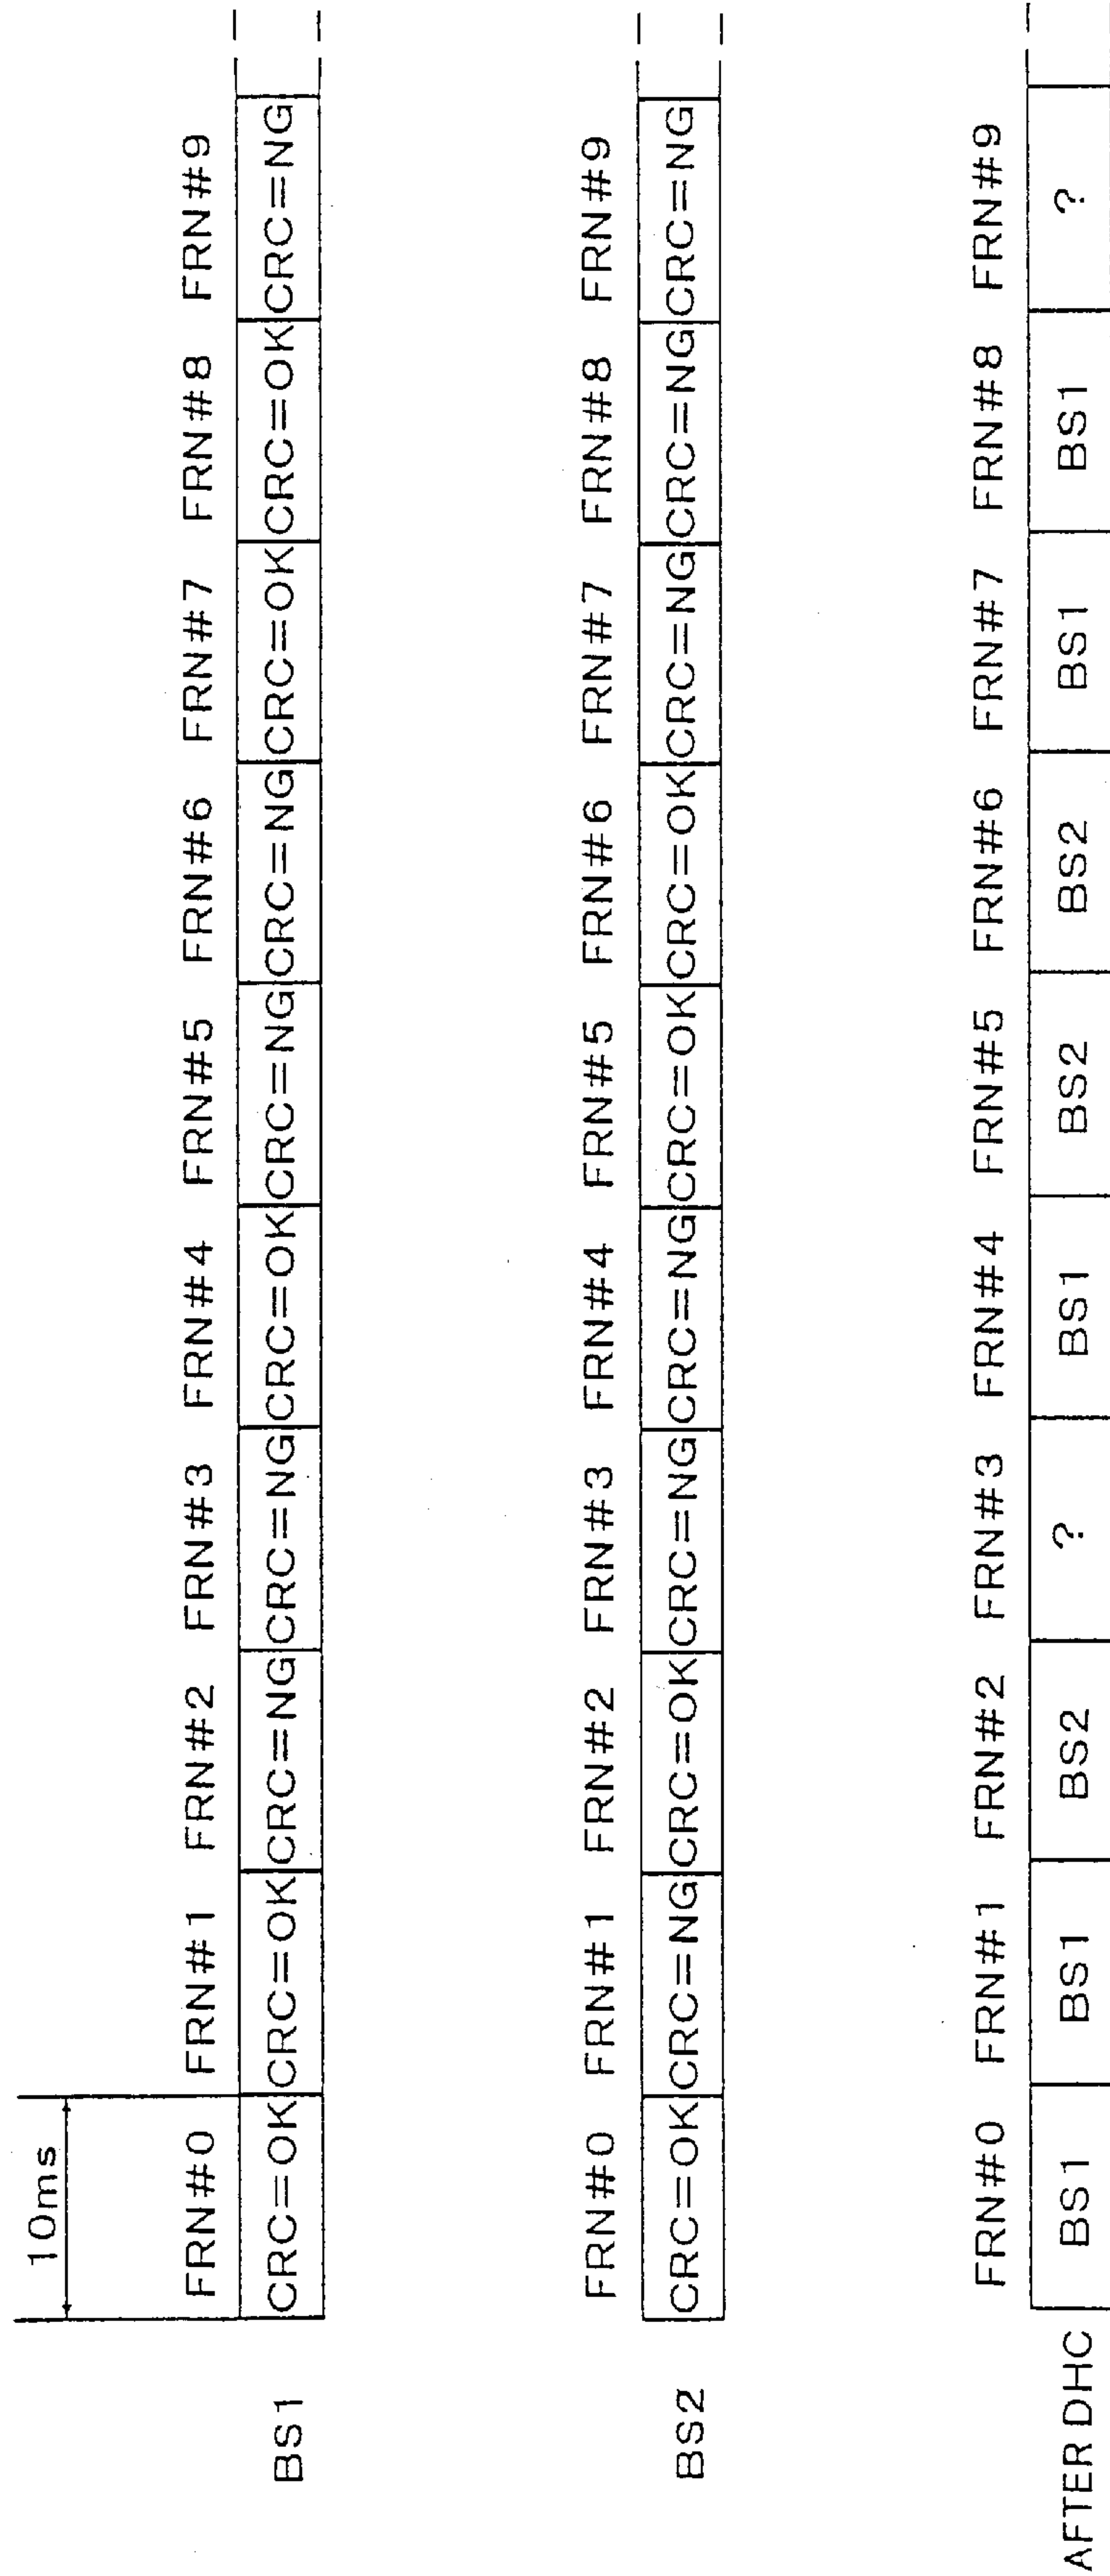 10ms
FRN#0 FRN#1 FRN#2 FRN#3 FRN#4 FRN#5 FRN#6 FRN#7 FRN#8 FRN#9
BS1 CRC=OK CRC=OK CRC=NG CRC=NG CRC=OK CRC=NG CRC=NG CRC=OK CRC=OK CRC=NG
FRN#0 FRN#1 FRN#2 FRN#3 FRN#4 FRN#5 FRN#6 FRN#7 FRN#8 FRN#9
BS2 CRC=OK CRC=NG CRC=OK CRC=NG CRC=NG CRC=OK CRC=OK CRC=NG CRC=NG CRC=NG
FRN#0 FRN#1 FRN#2 FRN#3 FRN#4 FRN#5 FRN#6 FRN#7 FRN#8 FRN#9
AFTER DHC BS1 BS1 BS2 ? BS1 BS2 BS2 BS1 BS1 ?